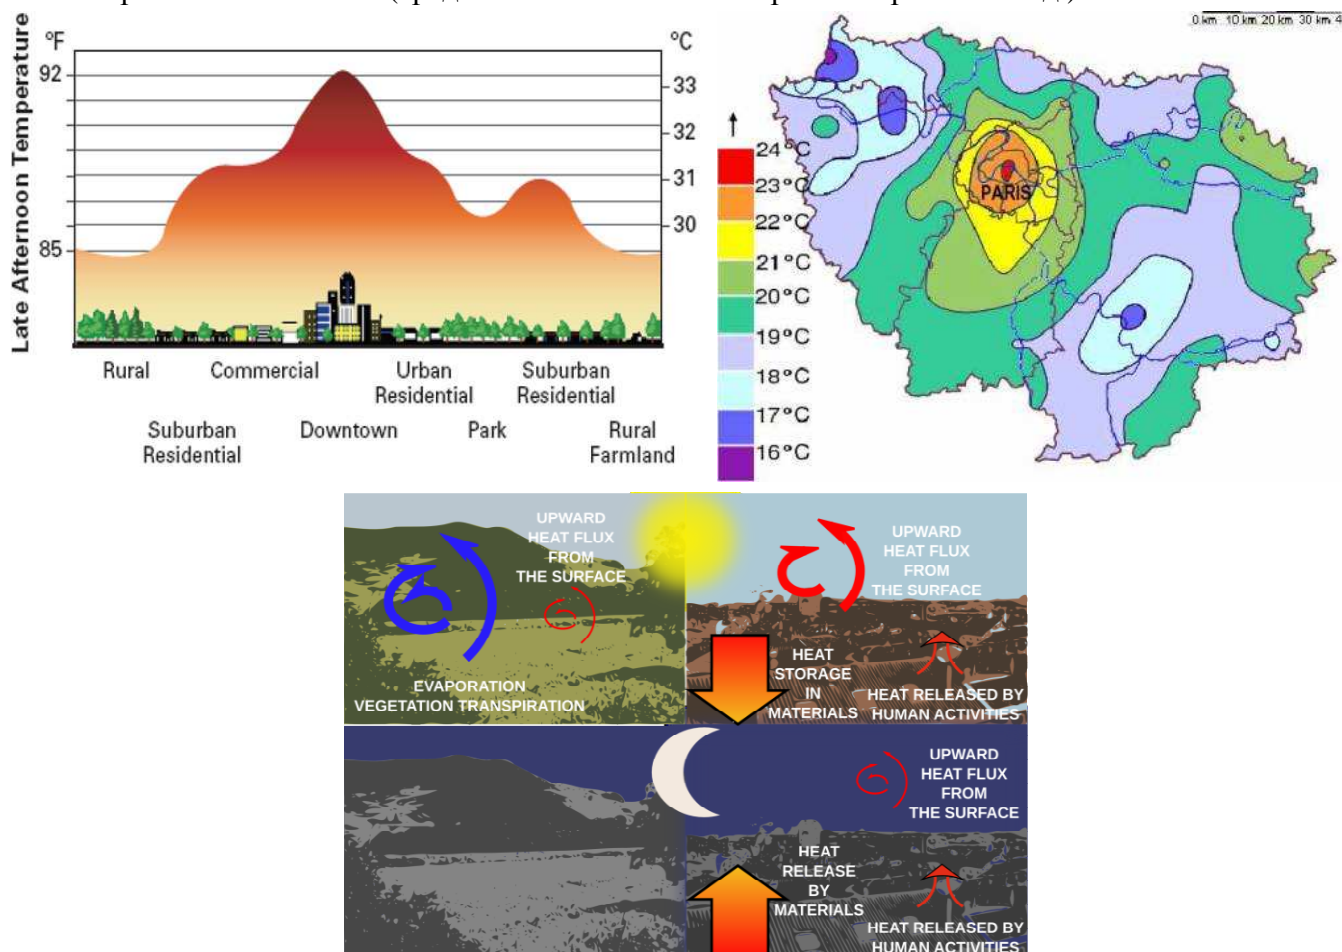 °F
°C
Late Afternoon Temperature
92
85
33
32
31
30
Rural
Commercial
Urban
Residential
Suburban
Residential
Suburban
Residential
Downtown
Park
Rural
Farmland
0 km 10 km 20 km 30 km
24°C
23°C
22°C
21°C
20°C
19°C
18°C
17°C
16°C
PARIS
UPWARD
HEAT FLUX
FROM
THE SURFACE
EVAPORATION
VEGETATION TRANSPIRATION
UPWARD
HEAT FLUX
FROM
THE SURFACE
HEAT
STORAGE
IN
MATERIALS
HEAT RELEASED BY
HUMAN ACTIVITIES
UPWARD
HEAT FLUX
FROM
THE SURFACE
HEAT
RELEASE
BY
MATERIALS
HEAT RELEASED BY
HUMAN ACTIVITIES